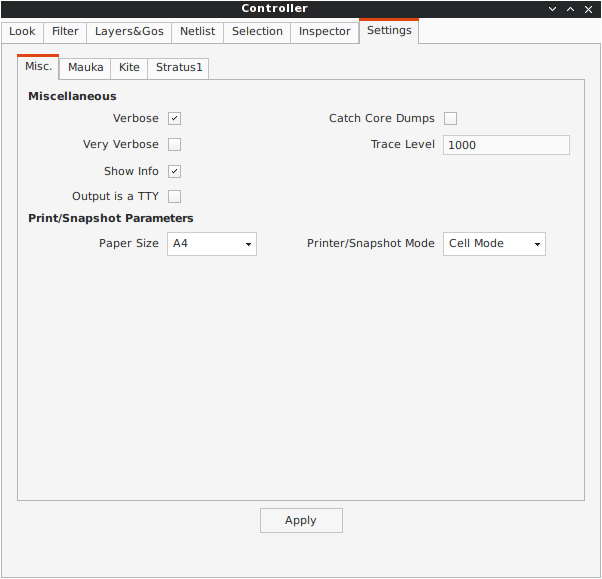 Controller
Look Filter Layers&Gos Netlist Selection Inspector Settings
Misc. Mauka Kite Stratus1
Miscellaneous
Verbose Catch Core Dumps
Very Verbose Trace Level 1000
Show Info
Output is a TTY
Print/Snapshot Parameters
Paper Size A4 Printer/Snapshot Mode Cell Mode
Apply